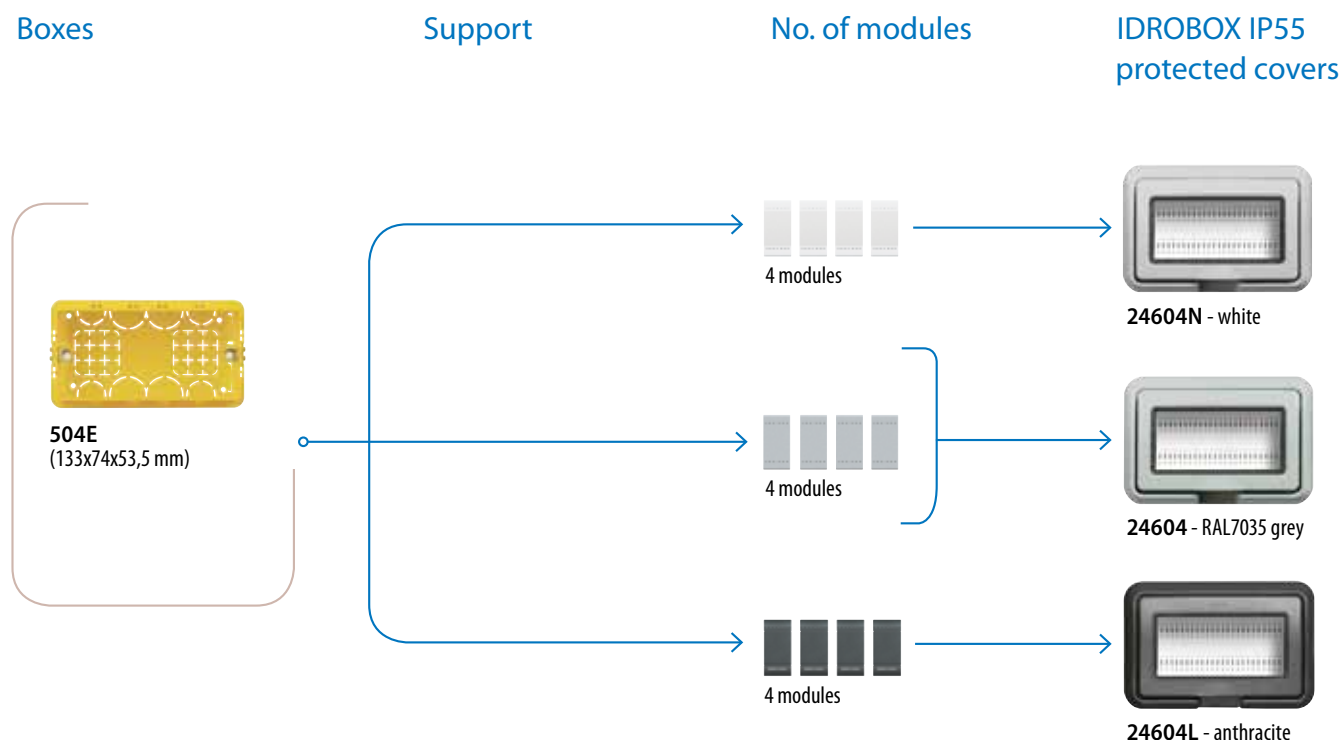 Boxes
Support
No. of modules
IDROBOX IP55
protected covers
504E
(133x74x53,5 mm)
4 modules
24604N - white
4 modules
24604 - RAL7035 grey
4 modules
24604L - anthracite